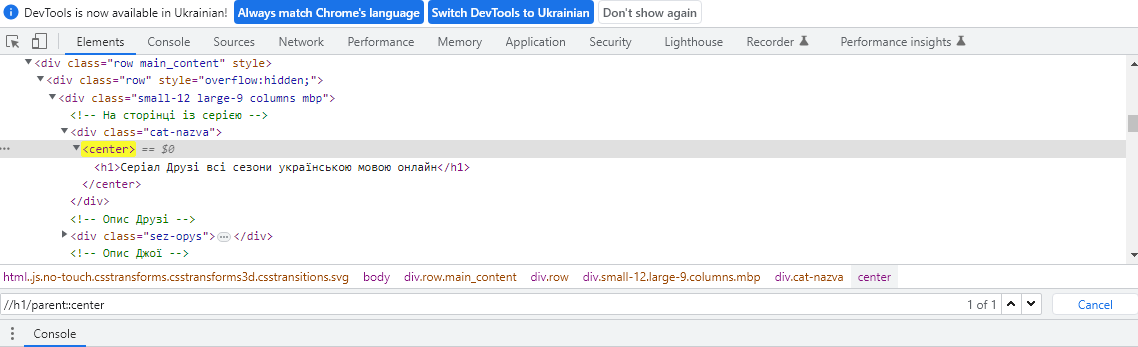 DevTools is now available in Ukrainian! Always match Chrome's language Switch DevTools to Ukrainian Don't show again
Elements Console Sources Network Performance Memory Application Security Lighthouse Recorder Performance insights
<div class="row main_content" style>
<div class="row" style="overflow:hidden;">
<div class="small-12 large-9 columns mbp">
<!-- На сторінці із серією -->
<div class="cat-nazva">
... <center> == $0
<h1>Серіал Друзі всі сезони українською мовою онлайн</h1>
</center>
</div>
<!-- Опис Друзі -->
<div class="sez-opys">…</div>
<!-- Опис Джої -->
html.js.no-touch.csstransforms.csstransforms3d.csstransitions.svg body div.row.main_content div.row div.small-12.large-9.columns.mbp div.cat-nazva center
//h1/parent::center 1 of 1 Cancel
Console